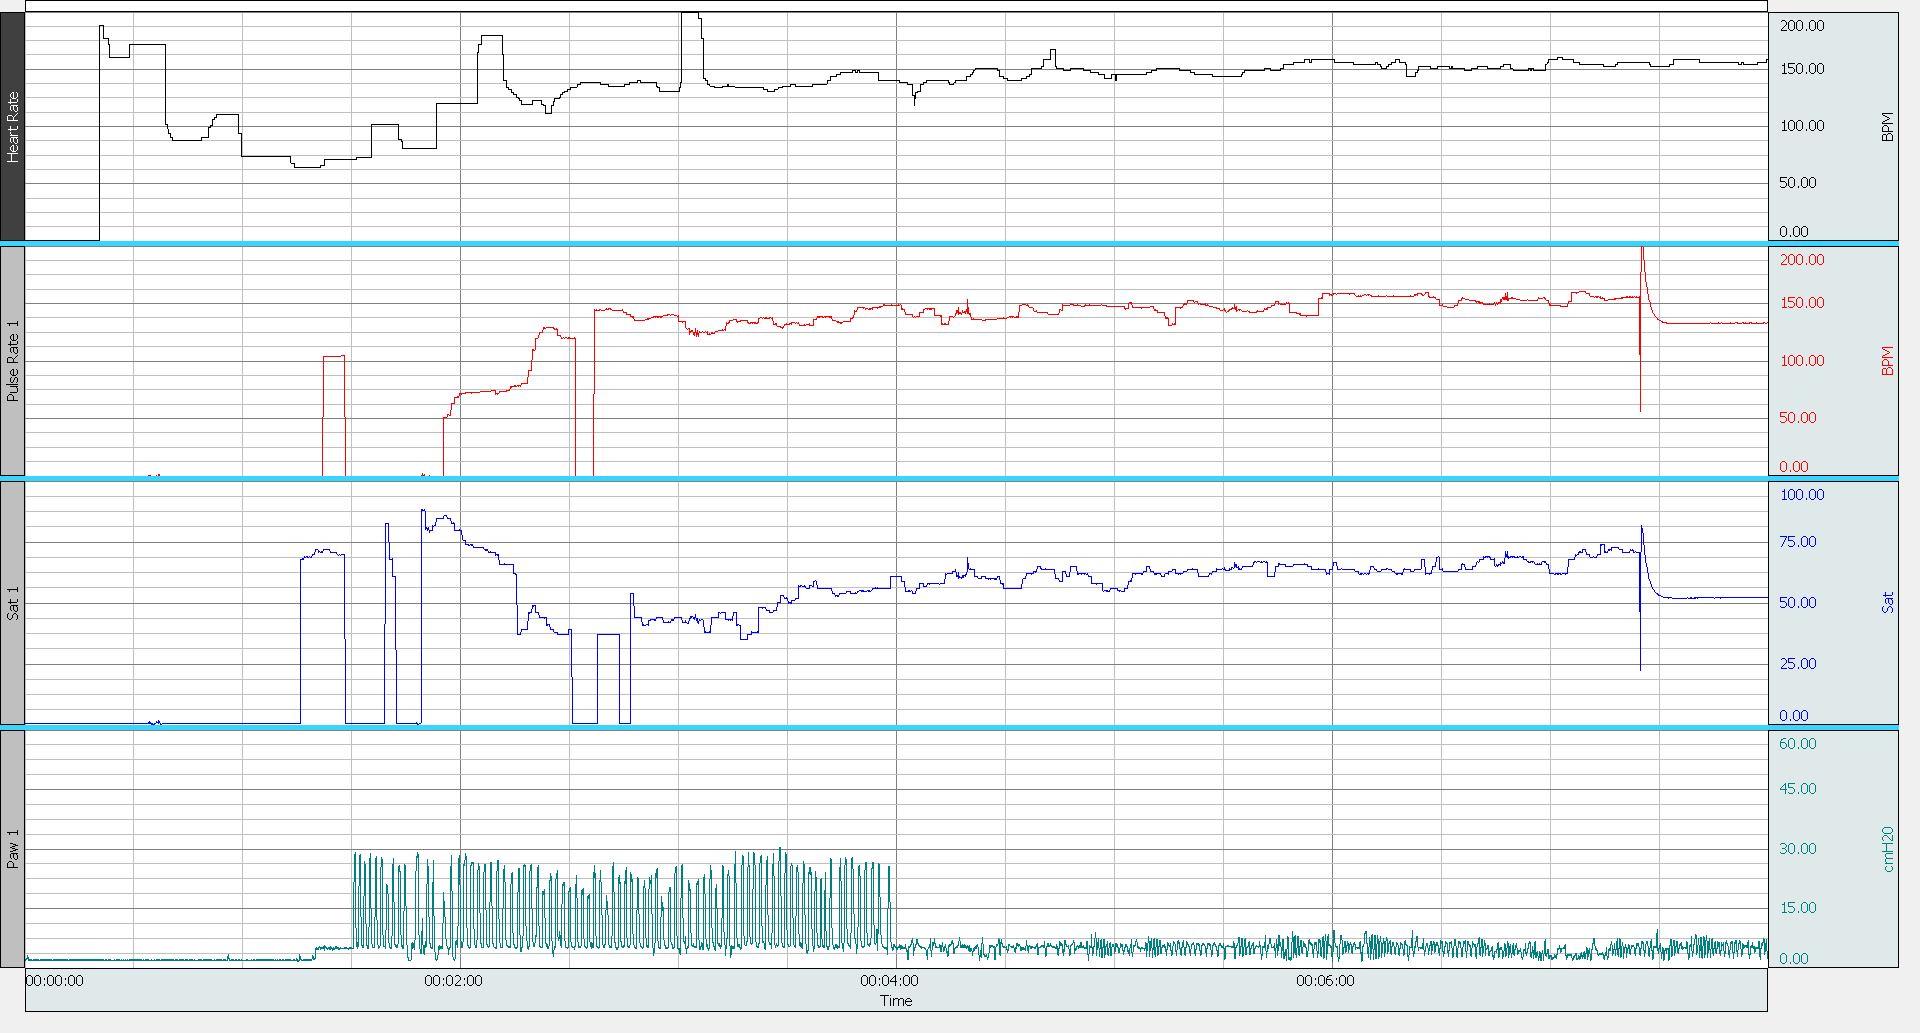 Heart Rate
200.00
150.00
100.00
50.00
0.00
BPM
Pulse Rate 1
200.00
150.00
100.00
50.00
0.00
BPM
Sat 1
100.00
75.00
50.00
25.00
0.00
Sat
Paw 1
60.00
45.00
30.00
15.00
0.00
cmH20
00:00:00
00:02:00
00:04:00
00:06:00
Time